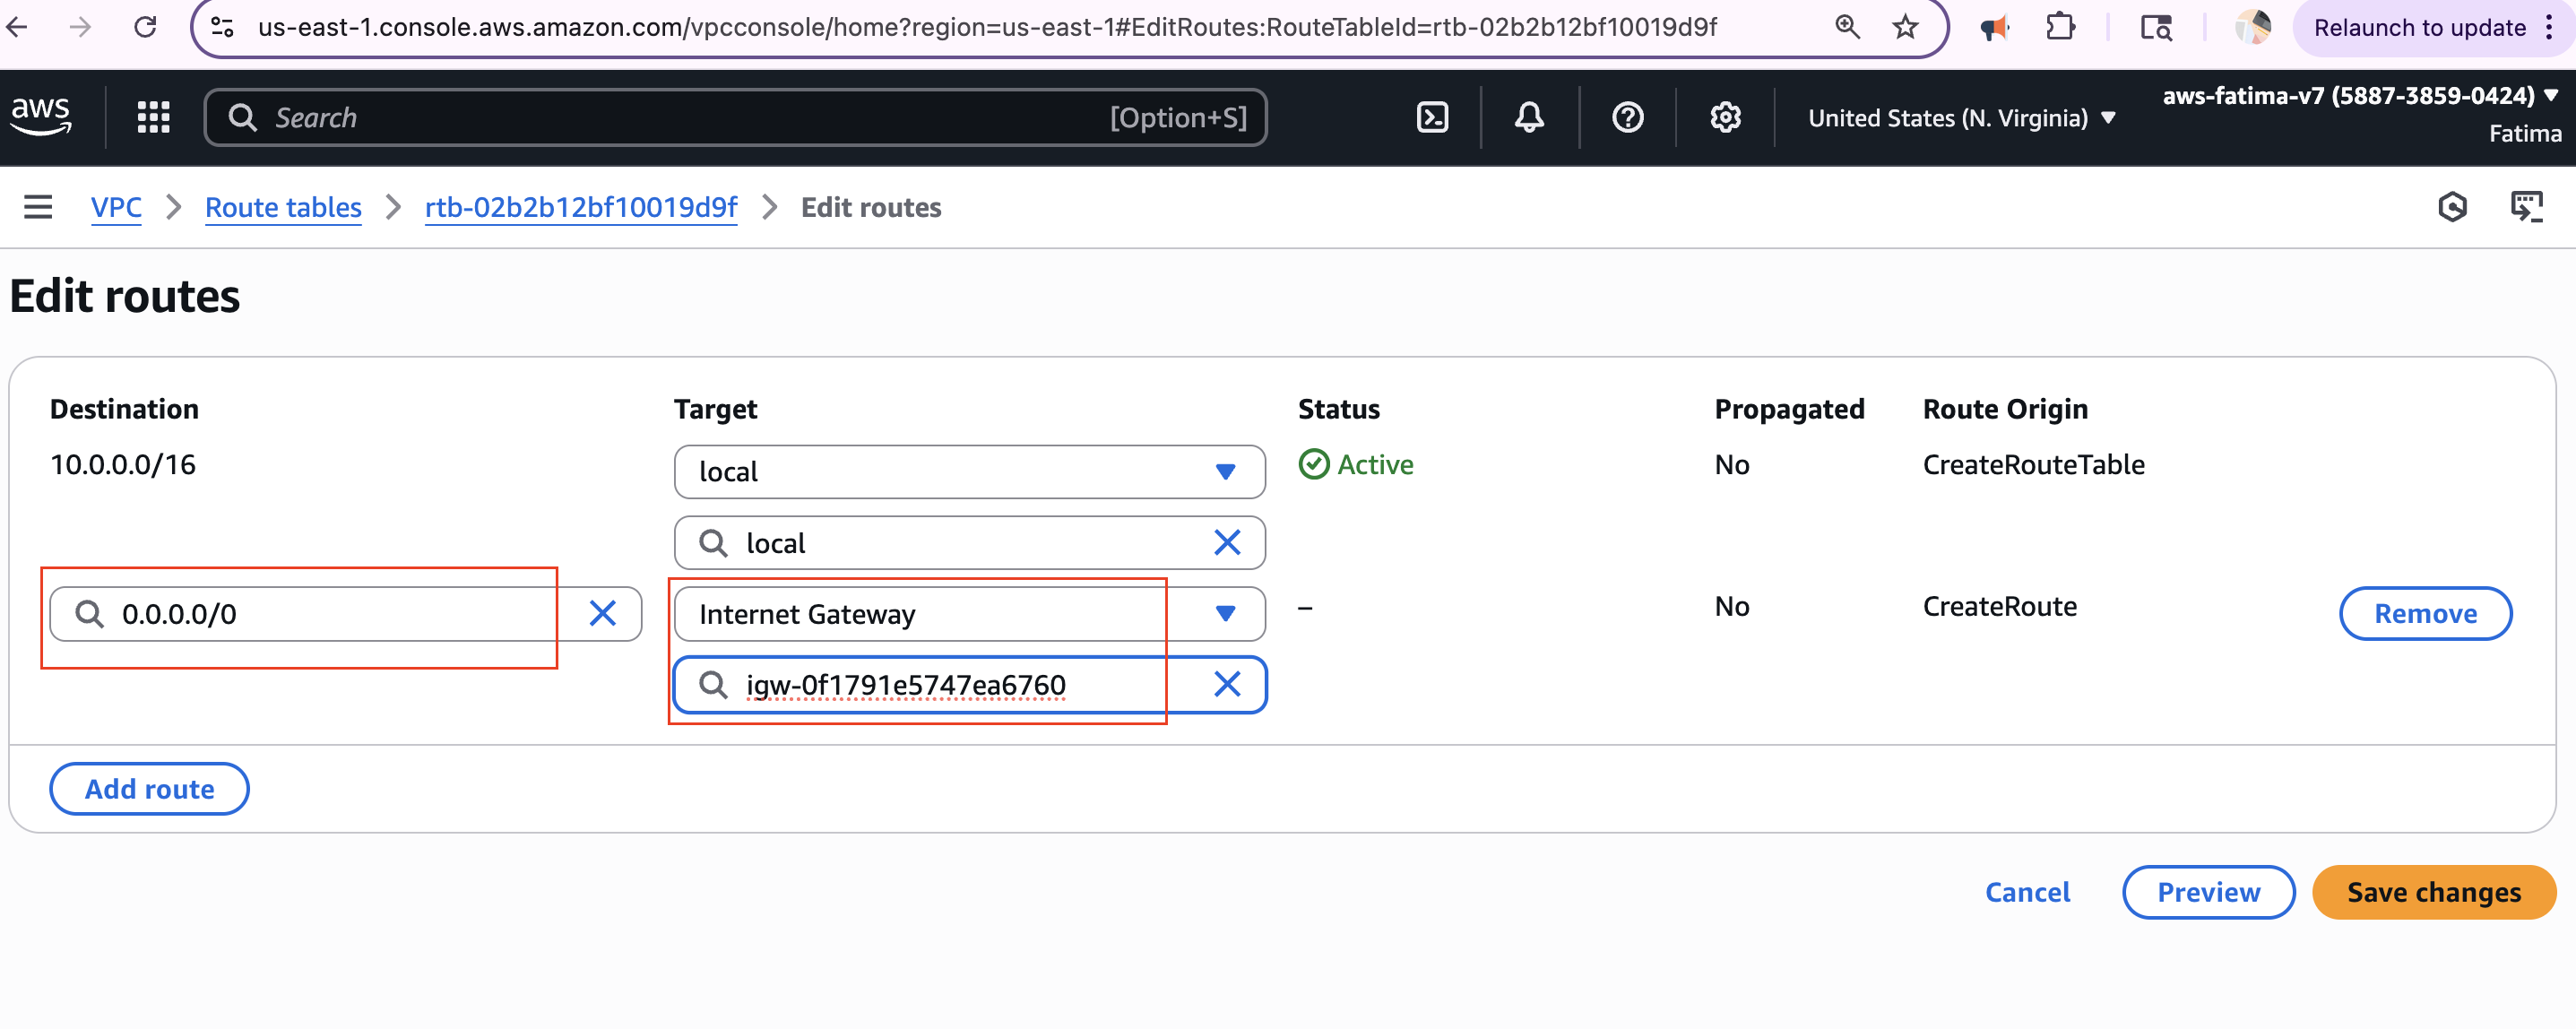 us-east-1.console.aws.amazon.com/vpcconsole/home?region=us-east-1#EditRoutes:RouteTableId=rtb-02b2b12bf10019d9f
Relaunch to update
aws
Search
[Option+S]
United States (N. Virginia)
aws-fatima-v7 (5887-3859-0424)
Fatima
VPC
Route tables
rtb-02b2b12bf10019d9f
Edit routes
Edit routes
Destination
Target
Status
Propagated
Route Origin
10.0.0.0/16
local
Active
No
CreateRouteTable
local
0.0.0.0/0
Internet Gateway
–
No
CreateRoute
Remove
igw-0f1791e5747ea6760
Add route
Cancel
Preview
Save changes